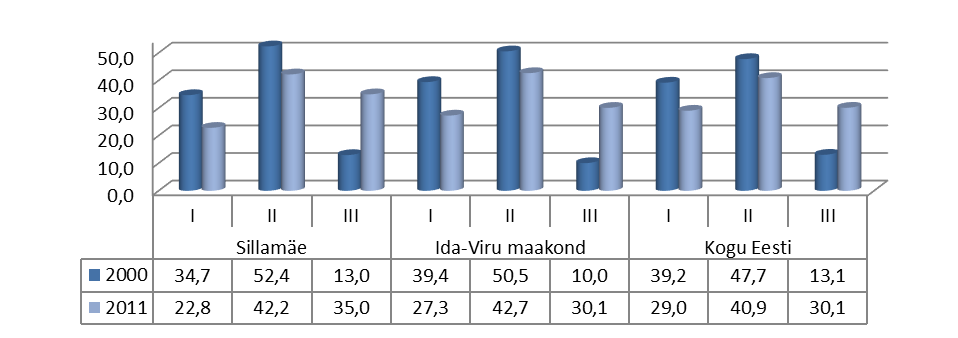 50,0
40,0
30,0
20,0
10,0
0,0
I II III I II III I II III
Sillamäe Ida-Viru maakond Kogu Eesti
2000 34,7 52,4 13,0 39,4 50,5 10,0 39,2 47,7 13,1
2011 22,8 42,2 35,0 27,3 42,7 30,1 29,0 40,9 30,1